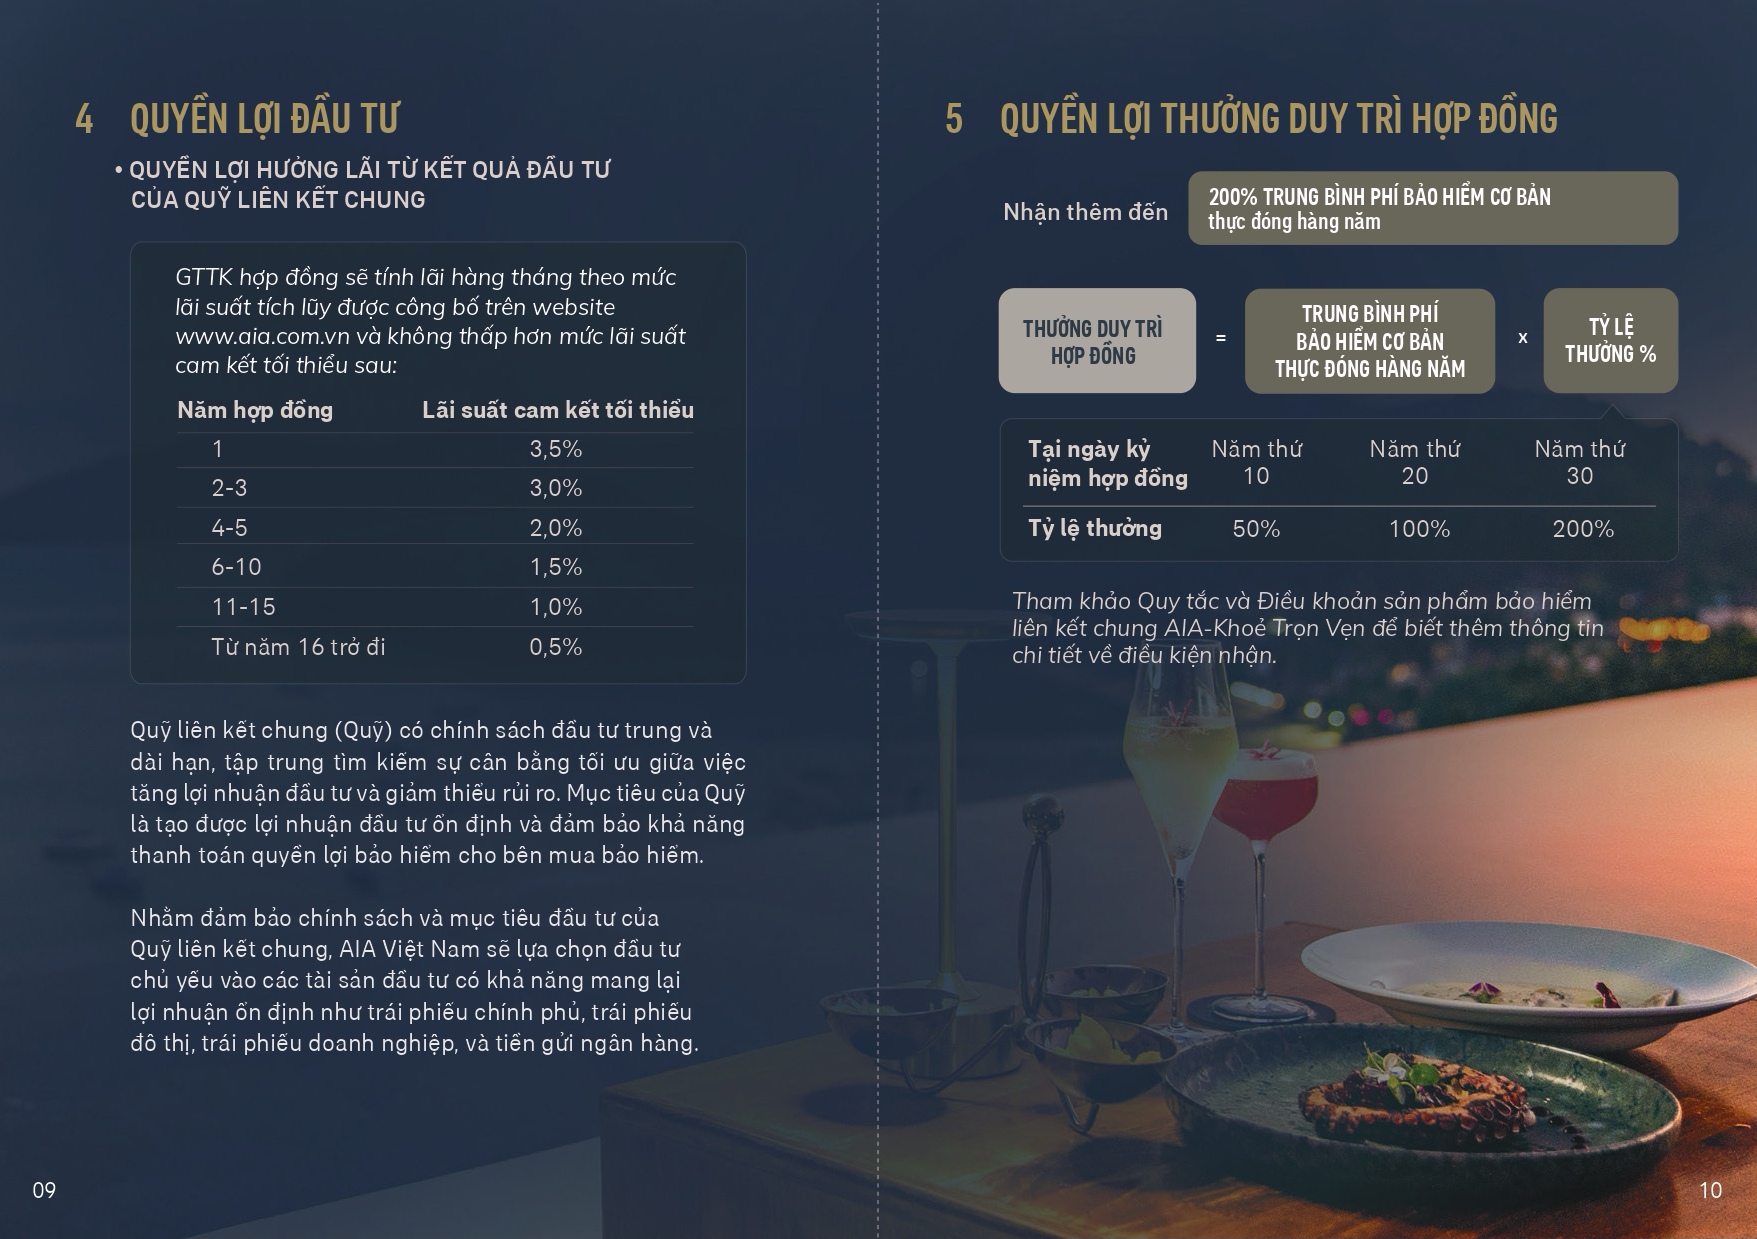 4 QUYỀN LỢI ĐẦU TƯ
• QUYỀN LỢI HƯỞNG LÃI TỪ KẾT QUẢ ĐẦU TƯ
CỦA QUỸ LIÊN KẾT CHUNG
GTTK hợp đồng sẽ tính lãi hàng tháng theo mức
lãi suất tích lũy được công bố trên website
www.aia.com.vn và không thấp hơn mức lãi suất
cam kết tối thiểu sau:
Năm hợp đồng Lãi suất cam kết tối thiểu
1 3,5%
2-3 3,0%
4-5 2,0%
6-10 1,5%
11-15 1,0%
Từ năm 16 trở đi 0,5%
Quỹ liên kết chung (Quỹ) có chính sách đầu tư trung và
dài hạn, tập trung tìm kiếm sự cân bằng tối ưu giữa việc
tăng lợi nhuận đầu tư và giảm thiểu rủi ro. Mục tiêu của Quỹ
là tạo được lợi nhuận đầu tư ổn định và đảm bảo khả năng
thanh toán quyền lợi bảo hiểm cho bên mua bảo hiểm.
Nhằm đảm bảo chính sách và mục tiêu đầu tư của
Quỹ liên kết chung, AIA Việt Nam sẽ lựa chọn đầu tư
chủ yếu vào các tài sản đầu tư có khả năng mang lại
lợi nhuận ổn định như trái phiếu chính phủ, trái phiếu
đô thị, trái phiếu doanh nghiệp, và tiền gửi ngân hàng.
09
5 QUYỀN LỢI THƯỞNG DUY TRÌ HỢP ĐỒNG
Nhận thêm đến
200% TRUNG BÌNH PHÍ BẢO HIỂM CƠ BẢN
thực đóng hàng năm
THƯỞNG DUY TRÌ
HỢP ĐỒNG
=
TRUNG BÌNH PHÍ
BẢO HIỂM CƠ BẢN
THỰC ĐÓNG HÀNG NĂM
x
TỶ LỆ
THƯỞNG %
Tại ngày kỷ Năm thứ Năm thứ Năm thứ
niệm hợp đồng 10 20 30
Tỷ lệ thưởng 50% 100% 200%
Tham khảo Quy tắc và Điều khoản sản phẩm bảo hiểm
liên kết chung AIA-Khoẻ Trọn Vẹn để biết thêm thông tin
chi tiết về điều kiện nhận.
10